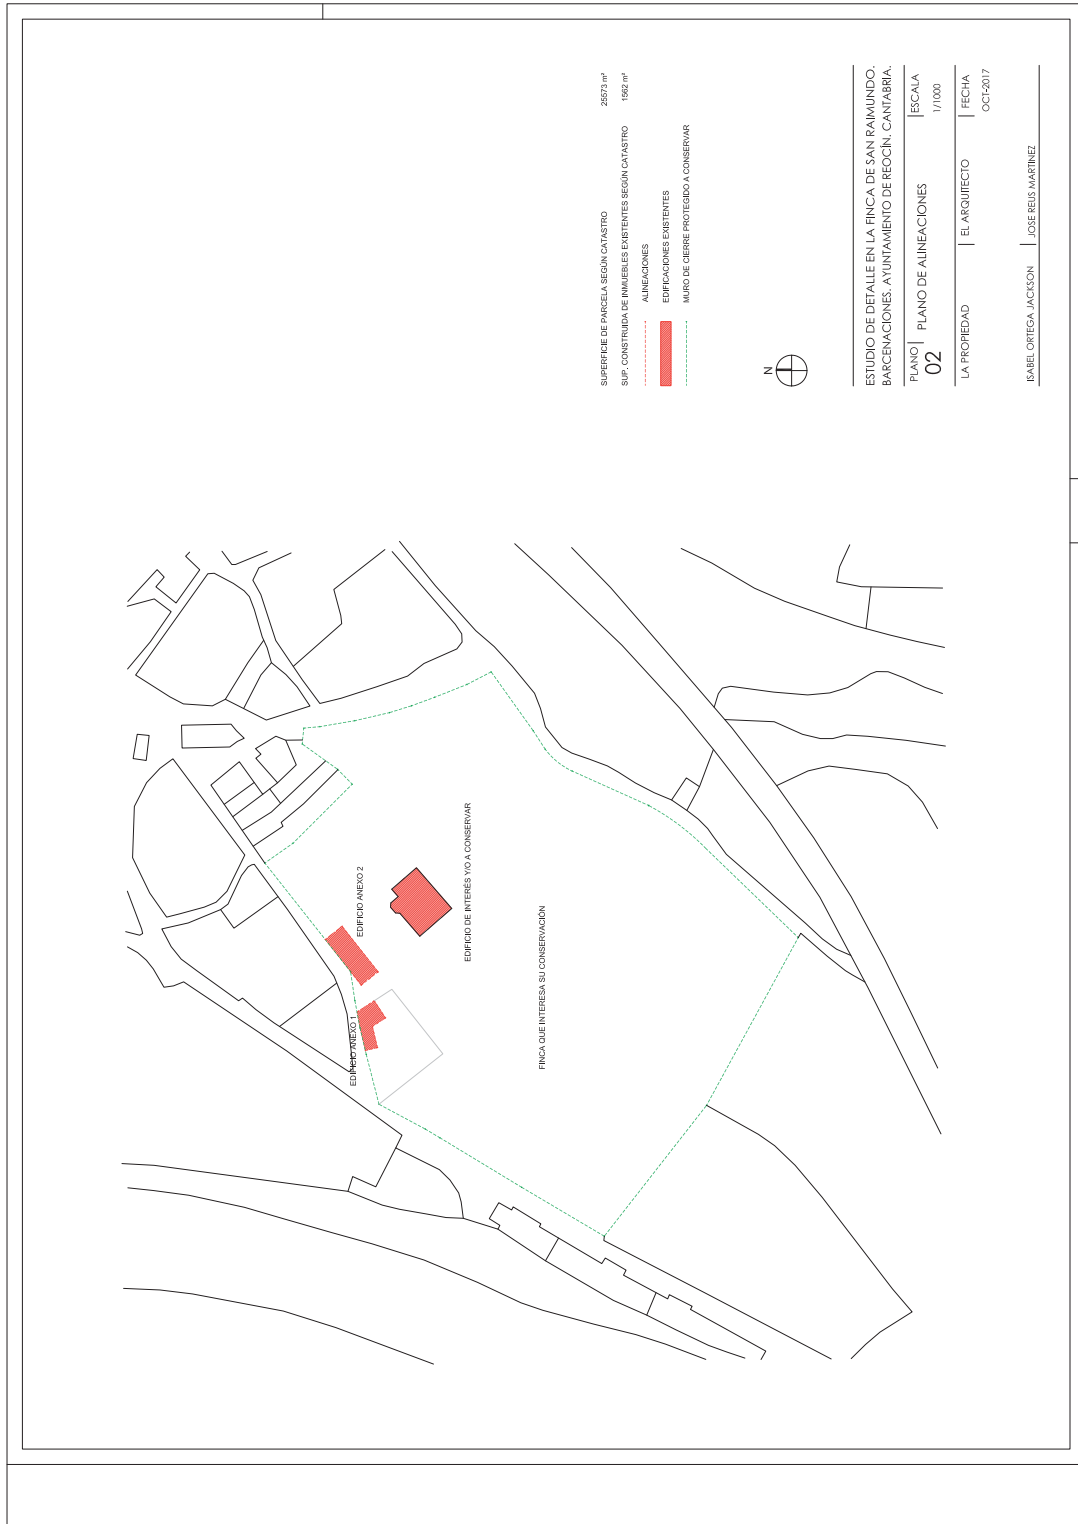 SUPERFICIE DE PARCELA SEGÚN CATASTRO 25573 m²
SUP. CONSTRUIDA DE INMUEBLES EXISTENTES SEGÚN CATASTRO 1562 m²
ALINEACIONES
EDIFICACIONES EXISTENTES
MURO DE CIERRE PROTEGIDO A CONSERVAR
N
EDIFICIO ANEXO 1
EDIFICIO ANEXO 2
EDIFICIO DE INTERÉS Y/O A CONSERVAR
FINCA QUE INTERESA SU CONSERVACIÓN
ESTUDIO DE DETALLE EN LA FINCA DE SAN RAIMUNDO.
BARCENACIONES. AYUNTAMIENTO DE REOCÍN. CANTABRIA.
PLANO PLANO DE ALINEACIONES ESCALA
02 1/1000
LA PROPIEDAD EL ARQUITECTO FECHA
OCT-2017
ISABEL ORTEGA JACKSON JOSE REUS MARTINEZ